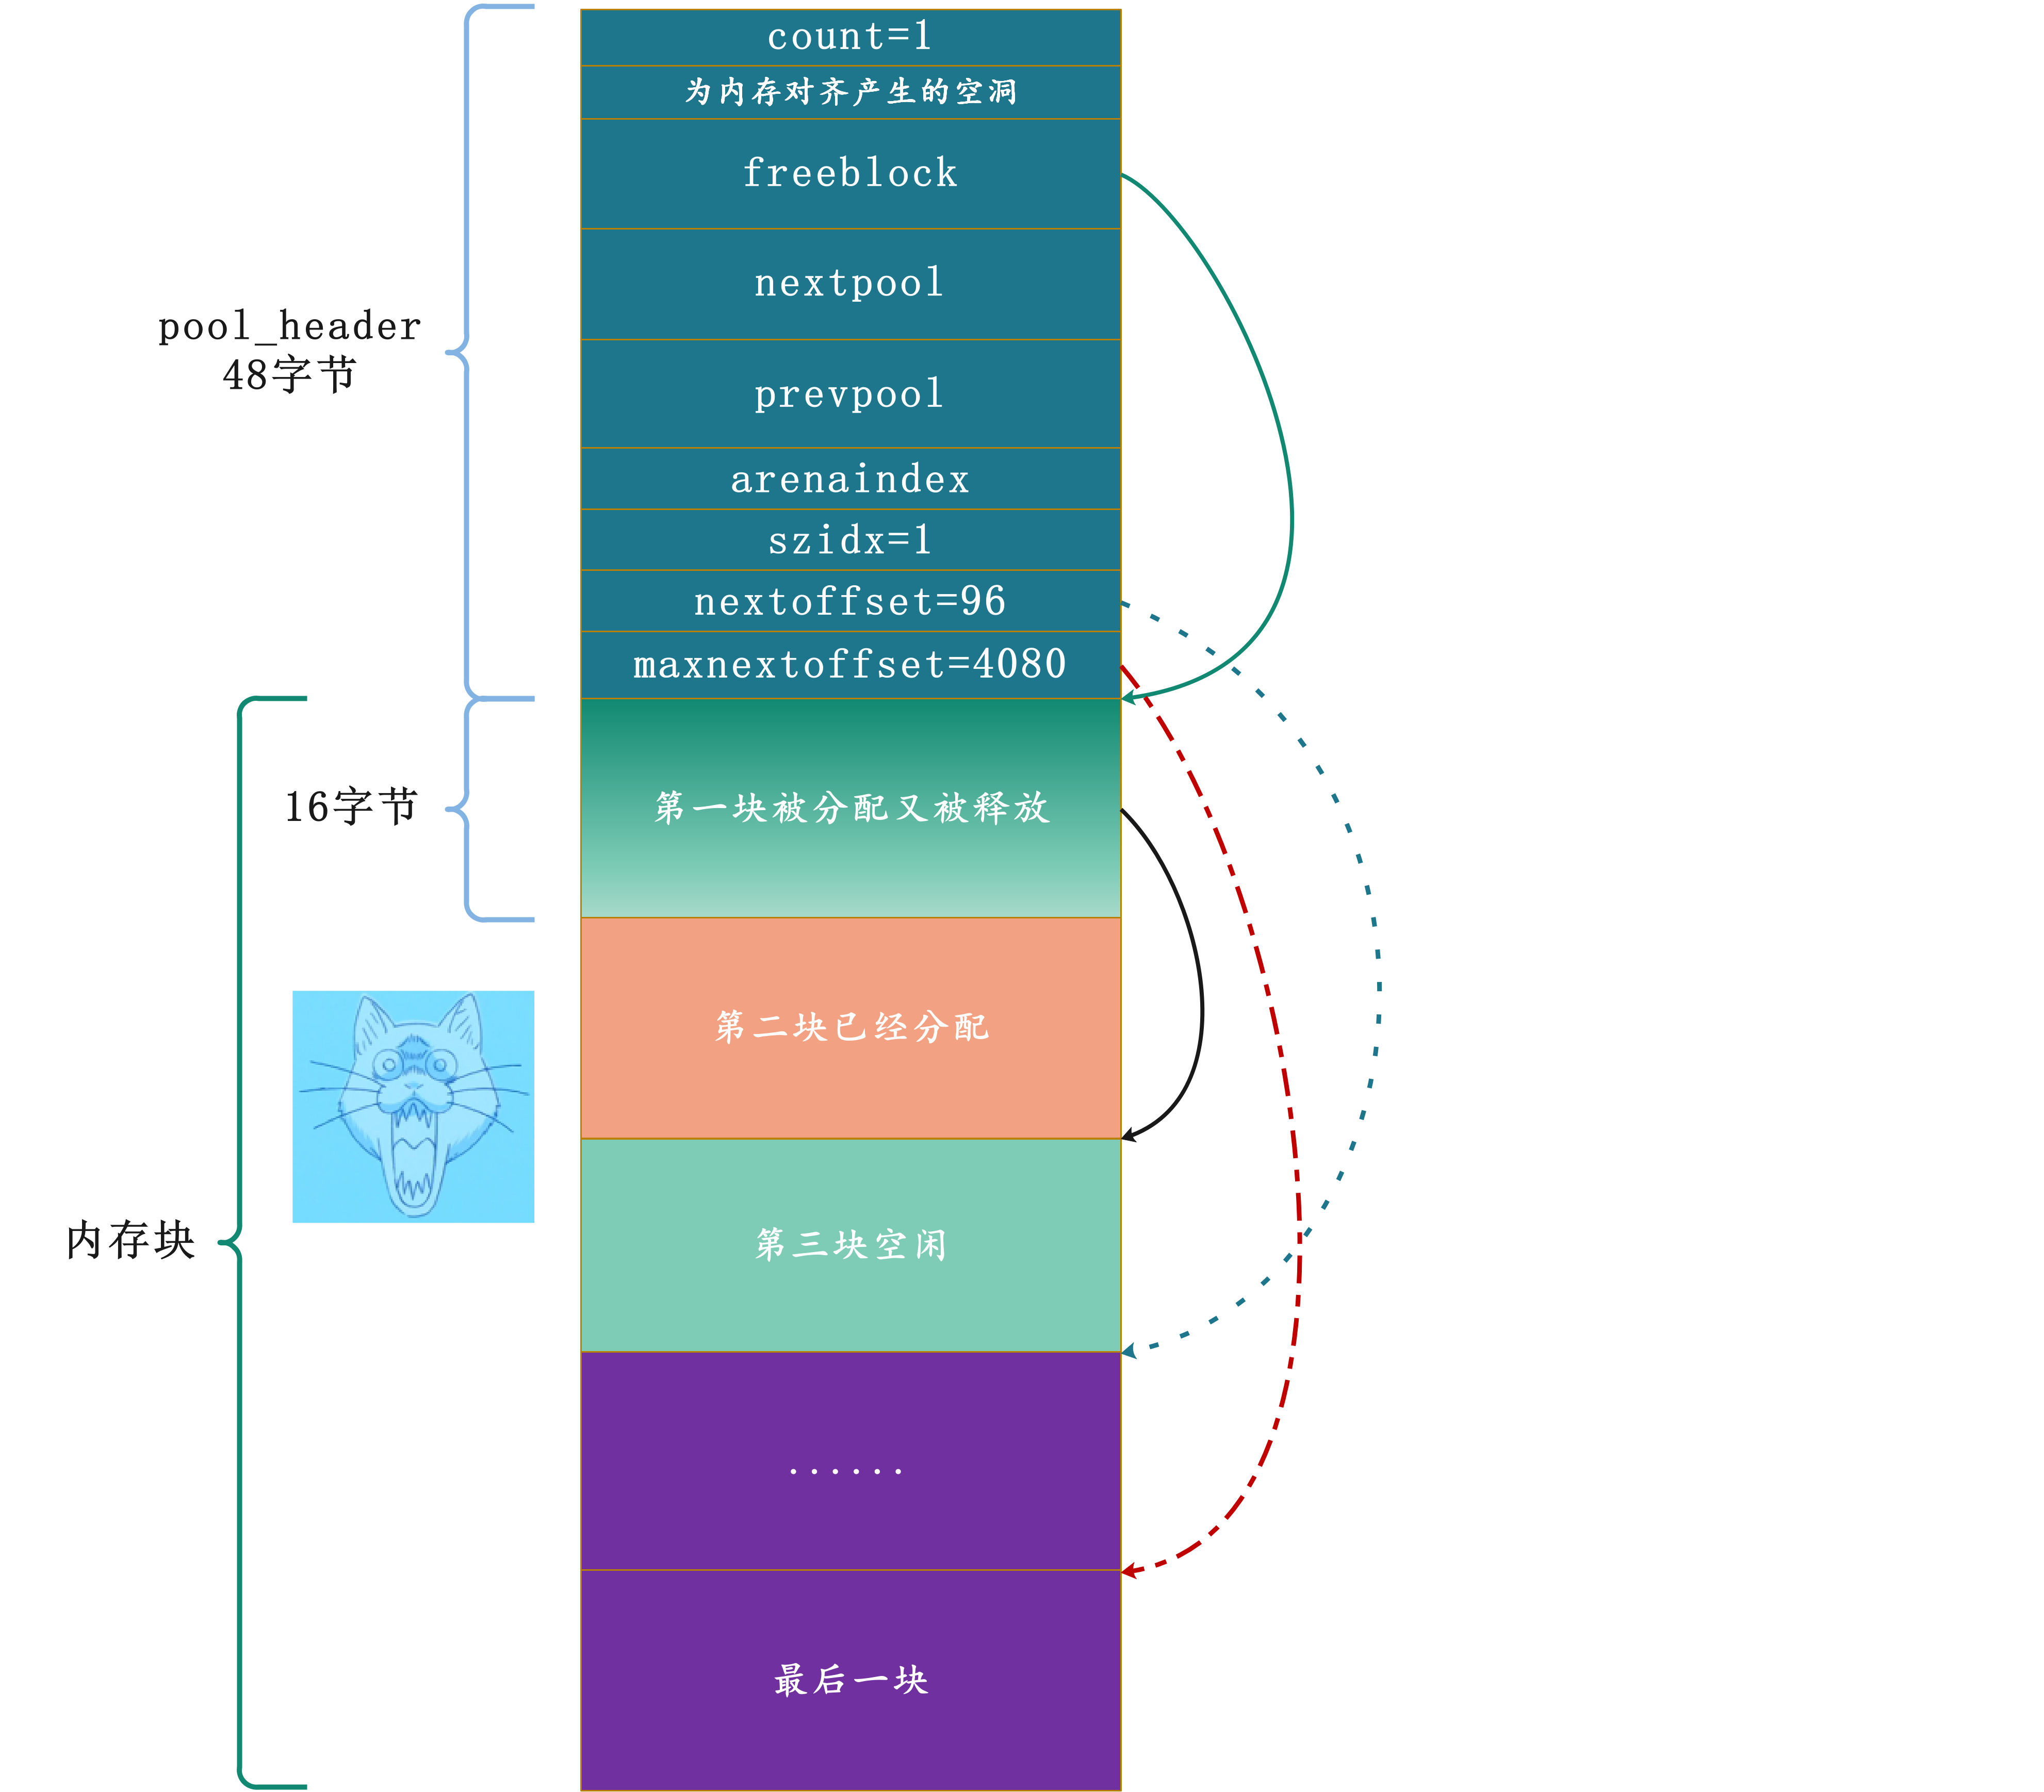 count=1
为内存对齐产生的空洞
freeblock
nextpool
prevpool
pool_header
48字节
arenaindex
szidx=1
nextoffset=96
maxnextoffset=4080
第一块被分配又被释放
16字节
第二块已经分配
第三块空闲
内存块
......
最后一块